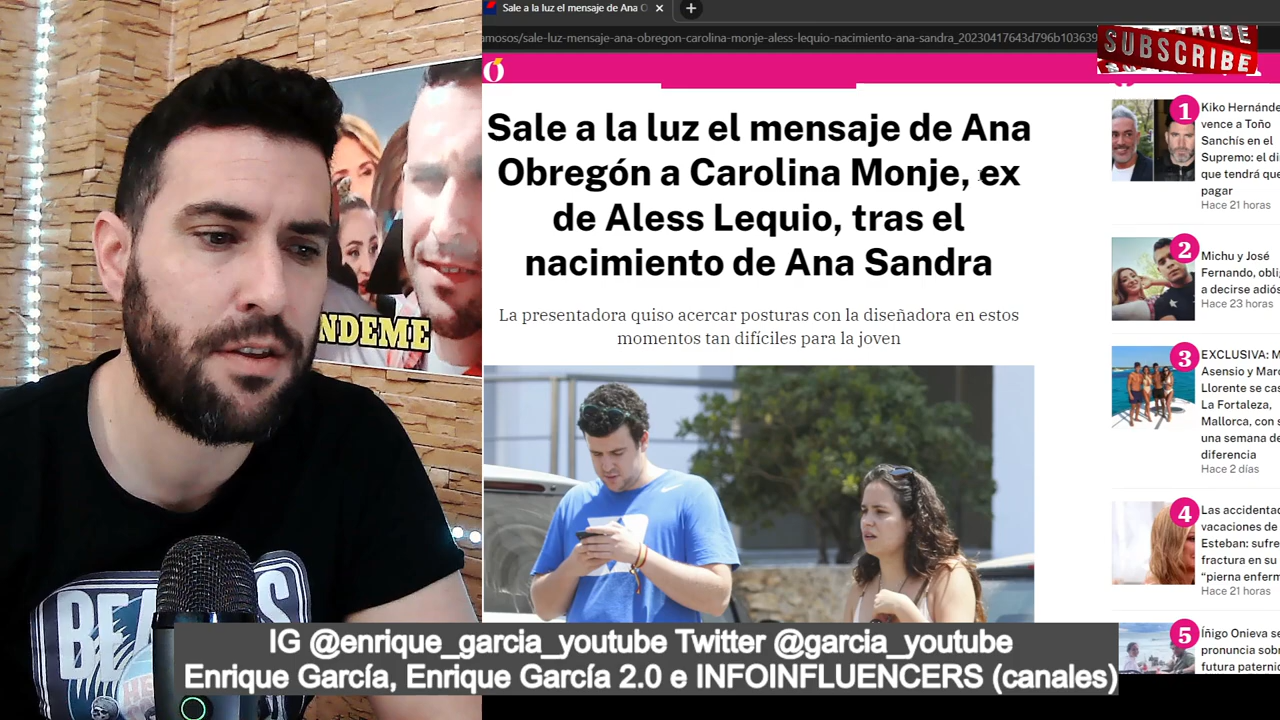 Sale a la luz el mensaje de Ana O
famosos/sale-luz-mensaje-ana-obregon-carolina-monje-aless-lequio-nacimiento-ana-sandra_20230417643d796b103639
SUBSCRIBE
SUBSCRIBE
Sale a la luz el mensaje de Ana
Obregón a Carolina Monje, ex
de Aless Lequio, tras el
nacimiento de Ana Sandra
La presentadora quiso acercar posturas con la diseñadora en estos
momentos tan difíciles para la joven
1
Kiko Hernánde
vence a Toño
Sanchís en el
Supremo: el di
que tendrá que
pagar
Hace 21 horas
2
Michu y José
Fernando, obli
a decirse adiós
Hace 23 horas
3
EXCLUSIVA: M
Asensio y Marc
Llorente se cas
La Fortaleza,
Mallorca, con s
una semana de
diferencia
Hace 2 días
4
Las accidentad
vacaciones de
Esteban: sufre
fractura en su
“pierna enferm
Hace 21 horas
5
Íñigo Onieva se
pronuncia sob
futura paternid
NDEME
IG @enrique_garcia_youtube Twitter @garcia_youtube
Enrique García, Enrique García 2.0 e INFOINFLUENCERS (canales)